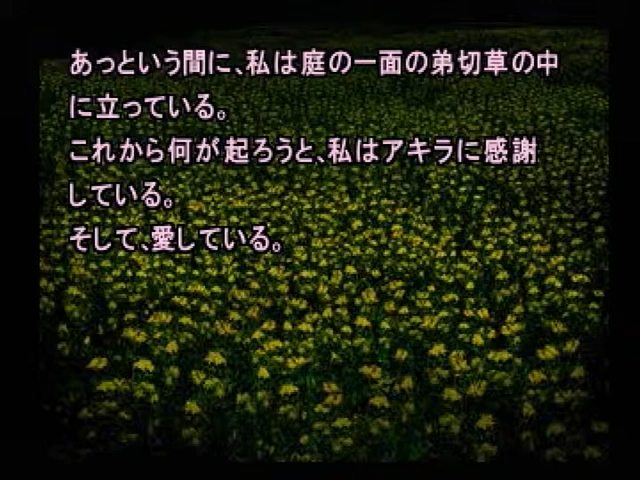 あっという間に、私は庭の一面の弟切草の中
に立っている。
これから何が起ろうと、私はアキラに感謝
している。
そして、愛している。